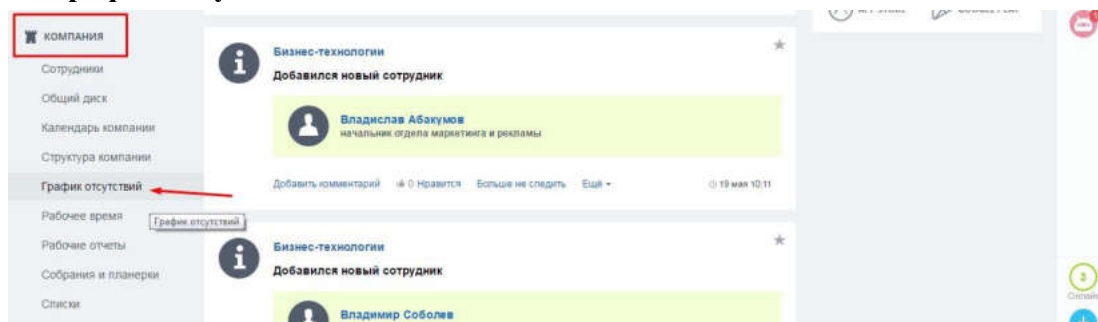 КОМПАНИЯ
Сотрудники
Общий диск
Календарь компании
Структура компании
График отсутствий
График отсутствий
Рабочее время
Рабочие отчеты
Собрания и планерки
Списки
Бизнес-технологии
Добавился новый сотрудник
Владислав Абакумов
начальник отдела маркетинга и рекламы
Добавить комментарий 0 Нравится Больше не следить Ещё 19 мая 10:11
Бизнес-технологии
Добавился новый сотрудник
Владимир Соболев
3